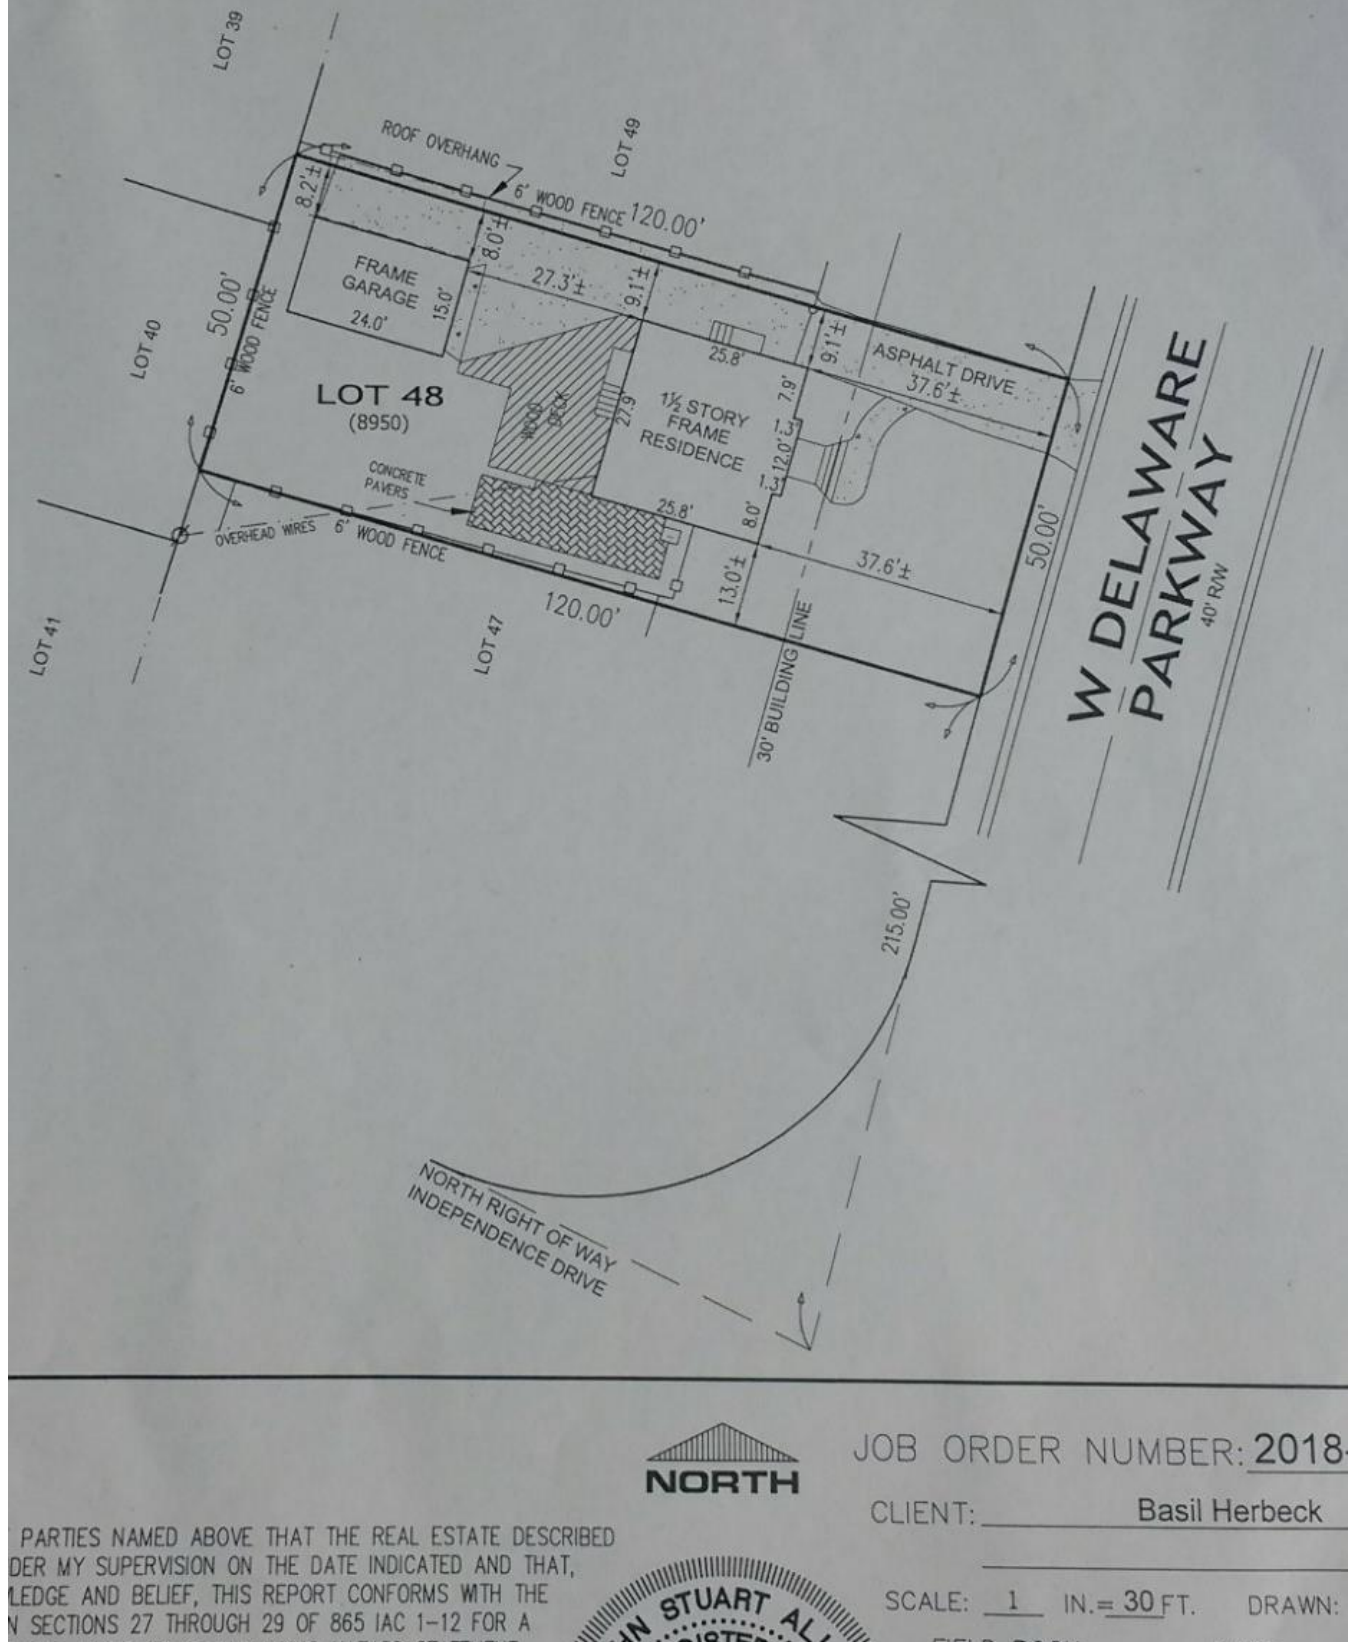 LOT 39
ROOF OVERHANG
LOT 49
6' WOOD FENCE
120.00'
8.2'±
8.0'±
27.3'±
9.1'±
FRAME
GARAGE
15.0'
24.0'
50.00'
6' WOOD FENCE
LOT 40
LOT 48
(8950)
WOOD
DECK
27.9'
25.8'
9.1'±
ASPHALT DRIVE
37.6'±
7.9'
1.3'
12.0'
1.3'
8.0'
1½ STORY
FRAME
RESIDENCE
CONCRETE
PAVERS
25.8'
OVERHEAD WIRES
6' WOOD FENCE
13.0'±
37.6'±
50.00'
120.00'
W DELAWARE
PARKWAY
40' R/W
LOT 41
LOT 47
30' BUILDING LINE
215.00'
NORTH RIGHT OF WAY
INDEPENDENCE DRIVE
NORTH
JOB ORDER NUMBER: 2018-
CLIENT: Basil Herbeck
PARTIES NAMED ABOVE THAT THE REAL ESTATE DESCRIBED
DER MY SUPERVISION ON THE DATE INDICATED AND THAT,
LEDGE AND BELIEF, THIS REPORT CONFORMS WITH THE
N SECTIONS 27 THROUGH 29 OF 865 IAC 1-12 FOR A
SCALE: 1 IN.= 30 FT. DRAWN:
HN STUART AL